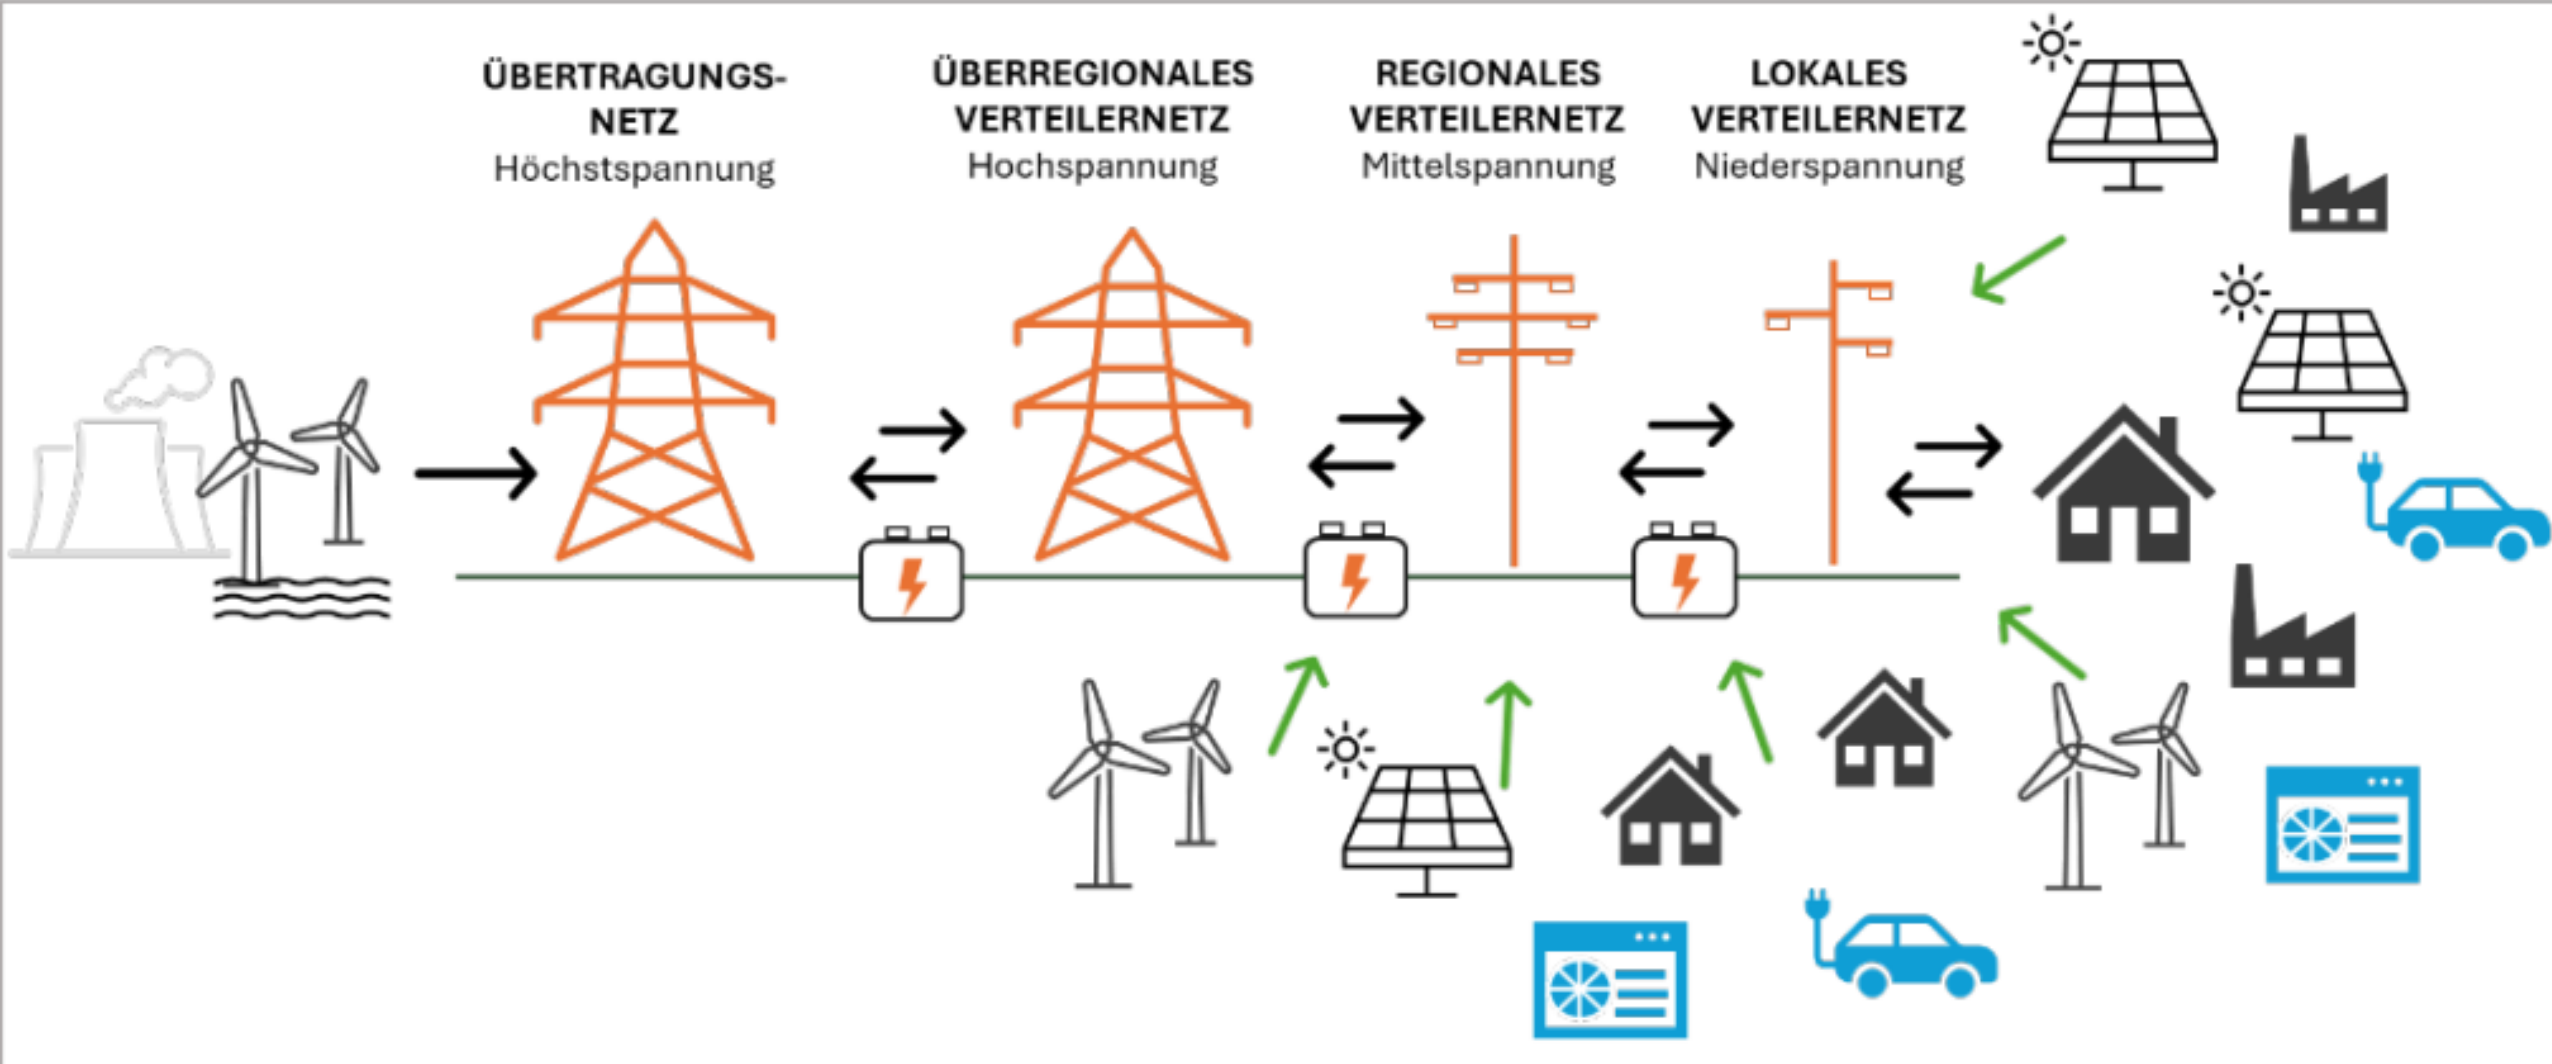 ÜBERTRAGUNGS-
NETZ
Höchstspannung
ÜBERREGIONALES
VERTEILERNETZ
Hochspannung
REGIONALES
VERTEILERNETZ
Mittelspannung
LOKALES
VERTEILERNETZ
Niederspannung